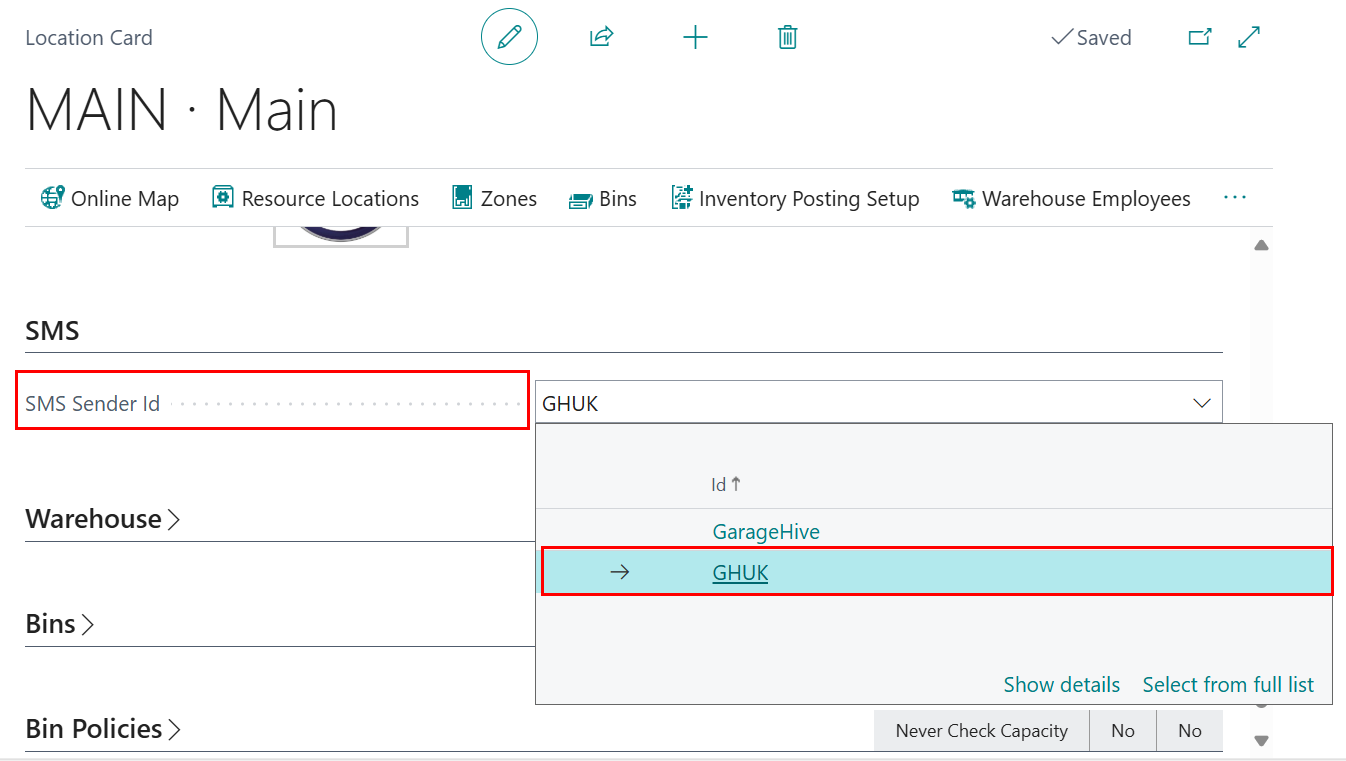 Location Card
Saved
MAIN · Main
Online Map Resource Locations Zones Bins Inventory Posting Setup Warehouse Employees ···
SMS
SMS Sender Id GHUK
Id
GarageHive
GHUK
Warehouse
Bins
Show details Select from full list
Bin Policies Never Check Capacity No No